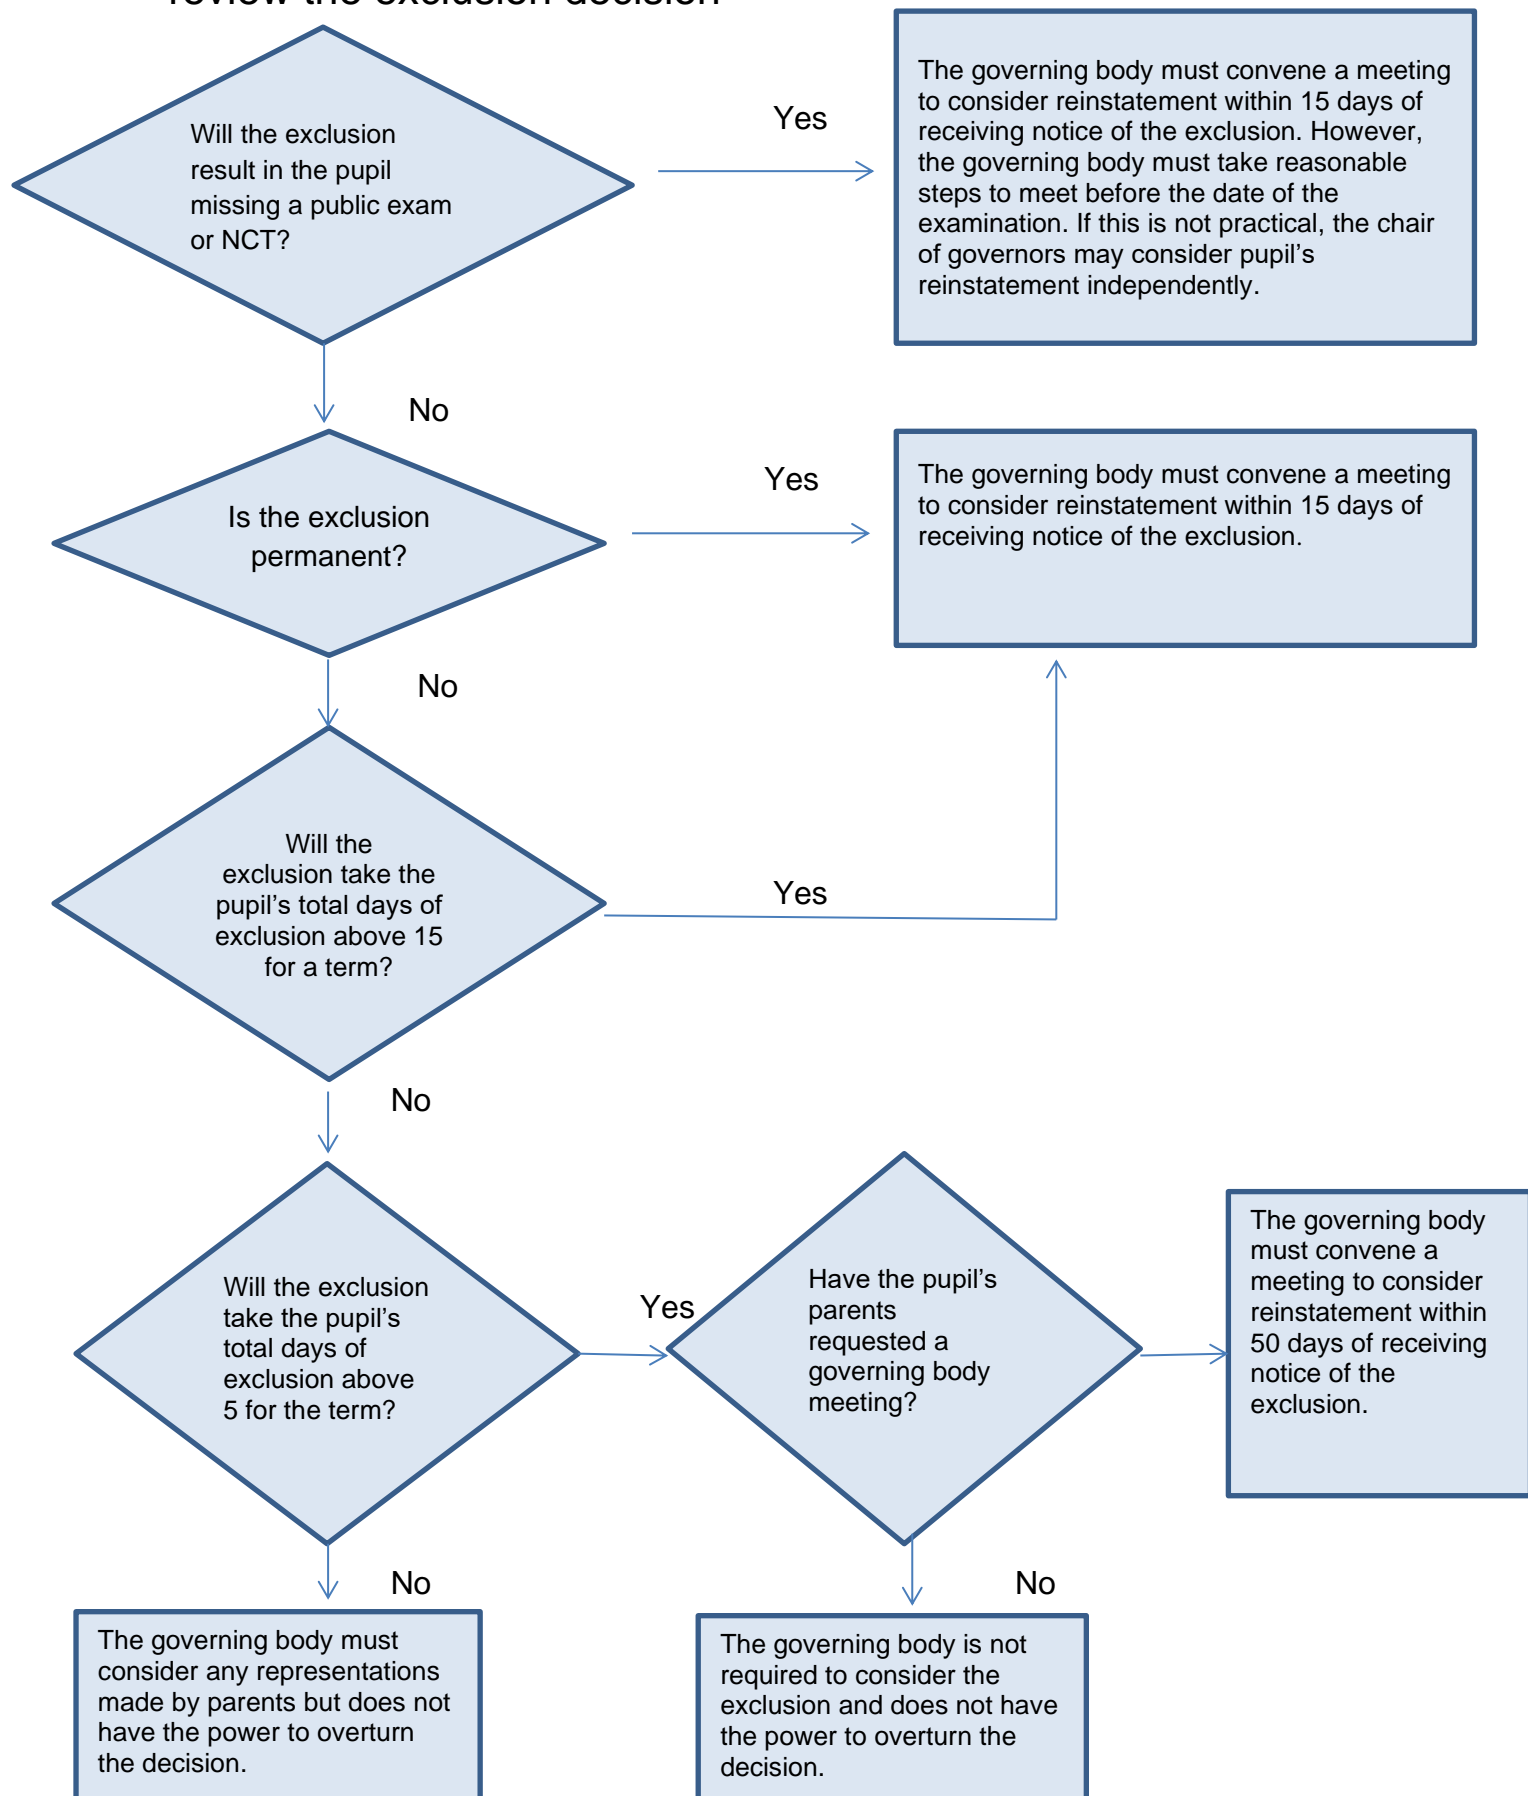 review the exclusion decision
Will the exclusion
result in the pupil
missing a public exam
or NCT?
Yes
The governing body must convene a meeting
to consider reinstatement within 15 days of
receiving notice of the exclusion. However,
the governing body must take reasonable
steps to meet before the date of the
examination. If this is not practical, the chair
of governors may consider pupil’s
reinstatement independently.
No
Is the exclusion
permanent?
Yes
The governing body must convene a meeting
to consider reinstatement within 15 days of
receiving notice of the exclusion.
No
Will the
exclusion take the
pupil’s total days of
exclusion above 15
for a term?
Yes
No
Will the exclusion
take the pupil’s
total days of
exclusion above
5 for the term?
Yes
Have the pupil’s
parents
requested a
governing body
meeting?
The governing body
must convene a
meeting to consider
reinstatement within
50 days of receiving
notice of the
exclusion.
No
No
The governing body must
consider any representations
made by parents but does not
have the power to overturn
the decision.
The governing body is not
required to consider the
exclusion and does not have
the power to overturn the
decision.